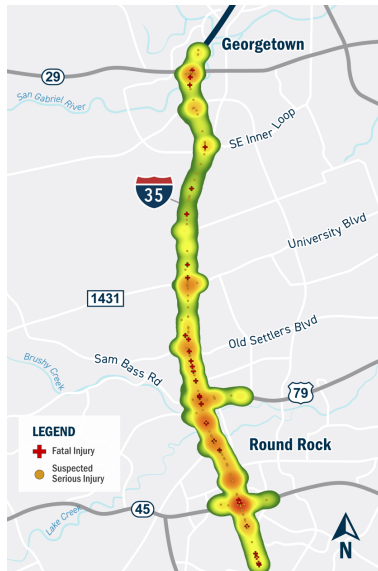 Georgetown
29
San Gabriel River
SE Inner Loop
35
University Blvd
1431
Old Settlers Blvd
Brushy Creek
Sam Bass Rd
79
LEGEND
Fatal Injury
Suspected
Serious Injury
Round Rock
45
Lake Creek
N